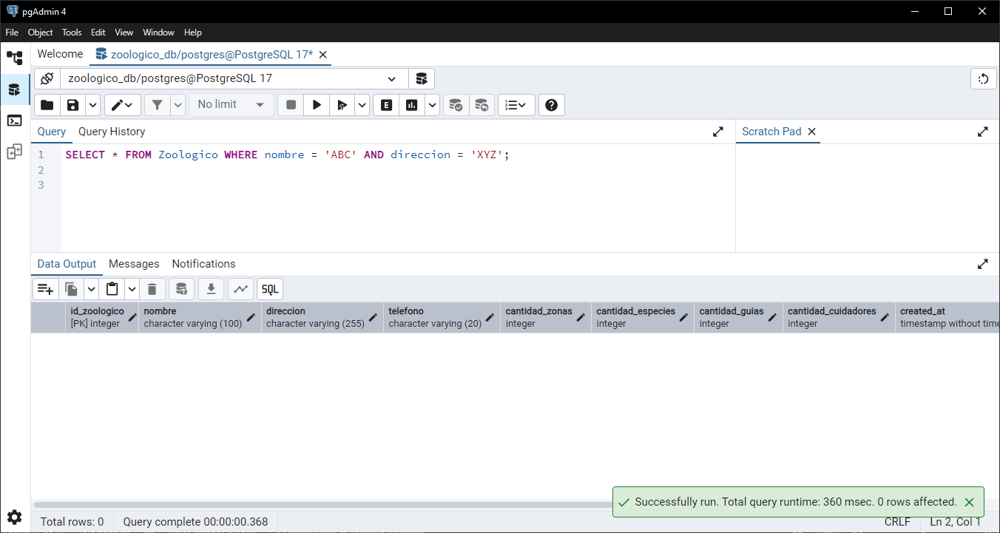 pgAdmin 4
File Object Tools Edit View Window Help
Welcome zoologico_db/postgres@PostgreSQL 17*
zoologico_db/postgres@PostgreSQL 17
No limit
E
Query Query History Scratch Pad
1 SELECT * FROM Zoologico WHERE nombre = 'ABC' AND direccion = 'XYZ';
2
3
Data Output Messages Notifications
SQL
id_zoologico nombre direccion telefono cantidad_zonas cantidad_especies cantidad_guias cantidad_cuidadores created_at
[PK] integer character varying (100) character varying (255) character varying (20) integer integer integer integer timestamp without time
Successfully run. Total query runtime: 360 msec. 0 rows affected.
Total rows: 0 Query complete 00:00:00.368 CRLF Ln 2, Col 1